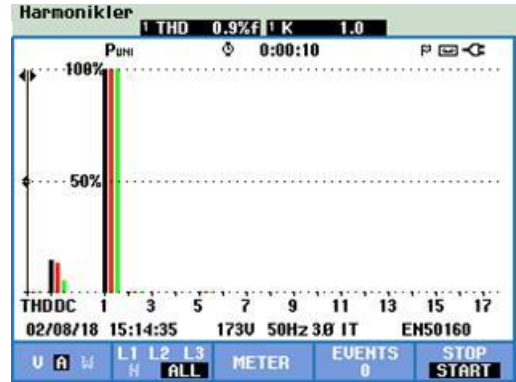 Harmonikler
1 THD 0.9%f 1 K 1.0
PUNI 0:00:10
100%
50%
THDDC 1 3 5 7 9 11 13 15 17
02/08/18 15:14:35 173V 50Hz 3Ø IT EN50160
V A W L1 L2 L3 METER EVENTS STOP
N ALL 0 START